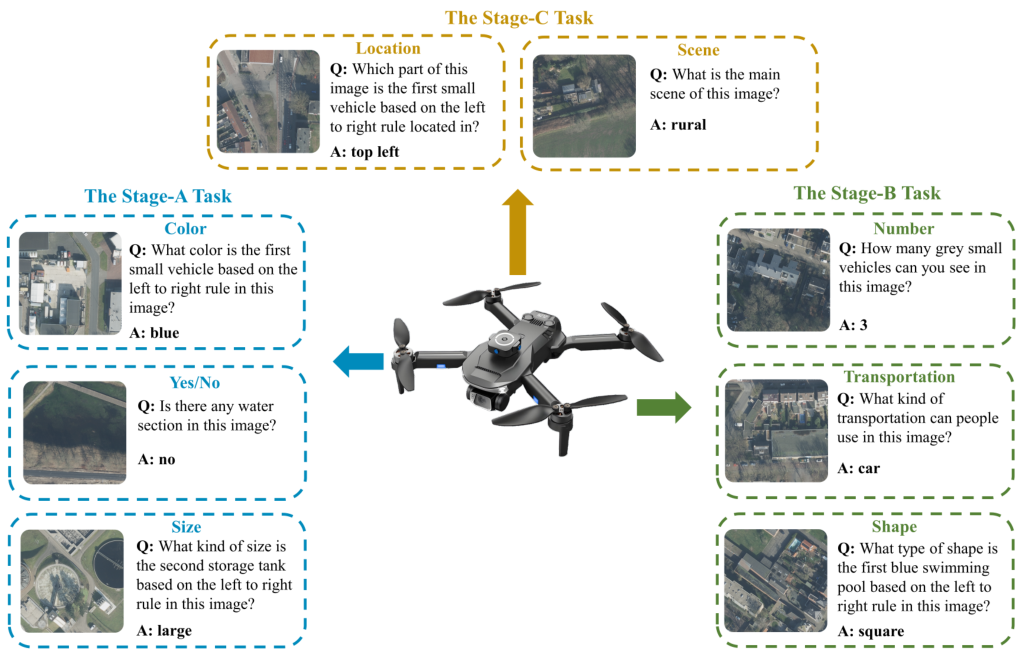 The Stage-C Task
Location
Q: Which part of this
image is the first small
vehicle based on the left
to right rule located in?
A: top left
Scene
Q: What is the main
scene of this image?
A: rural
The Stage-A Task
Color
Q: What color is the first
small vehicle based on the
left to right rule in this
image?
A: blue
Yes/No
Q: Is there any water
section in this image?
A: no
Size
Q: What kind of size is
the second storage tank
based on the left to right
rule in this image?
A: large
The Stage-B Task
Number
Q: How many grey small
vehicles can you see in
this image?
A: 3
Transportation
Q: What kind of
transportation can people
use in this image?
A: car
Shape
Q: What type of shape is
the first blue swimming
pool based on the left to
right rule in this image?
A: square